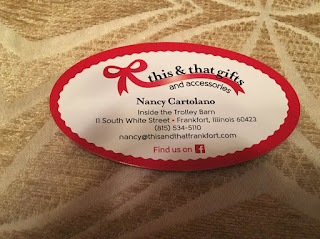 this & that gifts
and accessories
Nancy Cartolano
Inside the Trolley Barn
11 South White Street • Frankfort, Illinois 60423
(815) 534-5110
nancy@thisandthatfrankfort.com
Find us on f